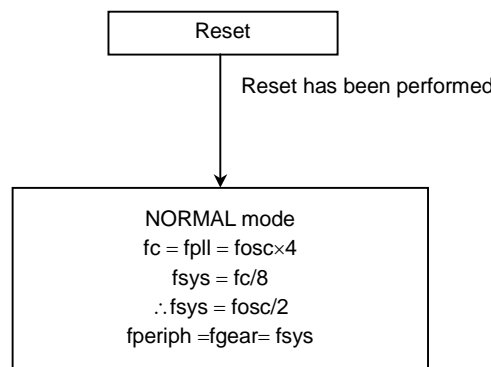 Reset
Reset has been performed
NORMAL mode
fc = fpll = fosc×4
fsys = fc/8
∴fsys = fosc/2
fperiph =fgear= fsys